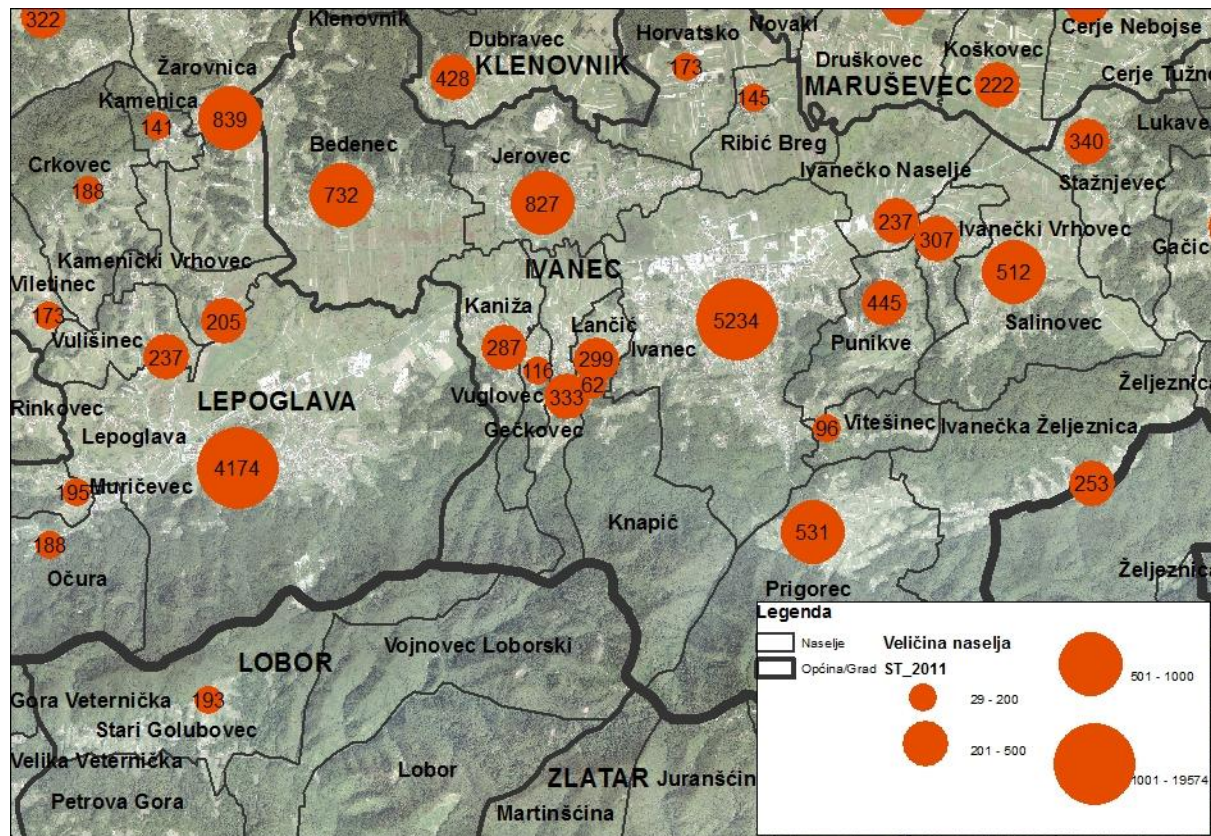 322
Klenovnik
Dubravec
428
KLENOVNIK
Horvatsko
Novaki
173
145
Ribić Breg
Druškovec
MARUŠEVEC
Koškovec
222
Cerje Nebojse
Cerje Tužno
340
Lukave
Stažnjevec
Žarovnica
Kamenica
141
839
Crkovec
188
Bedenec
732
Jerovec
827
Ivanečko Naselje
237
307
Ivanečki Vrhovec
512
Gačic
Kamenički Vrhovec
Viletinec
173
205
Vulišinec
237
IVANEC
Kaniža
287
116
Lančić
299
62
333
Vuglovec
Gečkovec
Ivanec
5234
445
Punikve
Salinovec
Željeznica
Rinkovec
LEPOGLAVA
Lepoglava
4174
96
Vitešinec
Ivanečka Željeznica
253
195
Muričevec
188
Očura
Knapić
531
Prigorec
Željeznica
Vojnovec Loborski
LOBOR
Gora Veternička
193
Stari Golubovec
Velika Veternička
Petrova Gora
Lobor
ZLATAR
Juranšćin
Martinšćina
Legenda
Naselje
Općina/Grad
Veličina naselja
ST_2011
29 - 200
201 - 500
501 - 1000
1001 - 19574